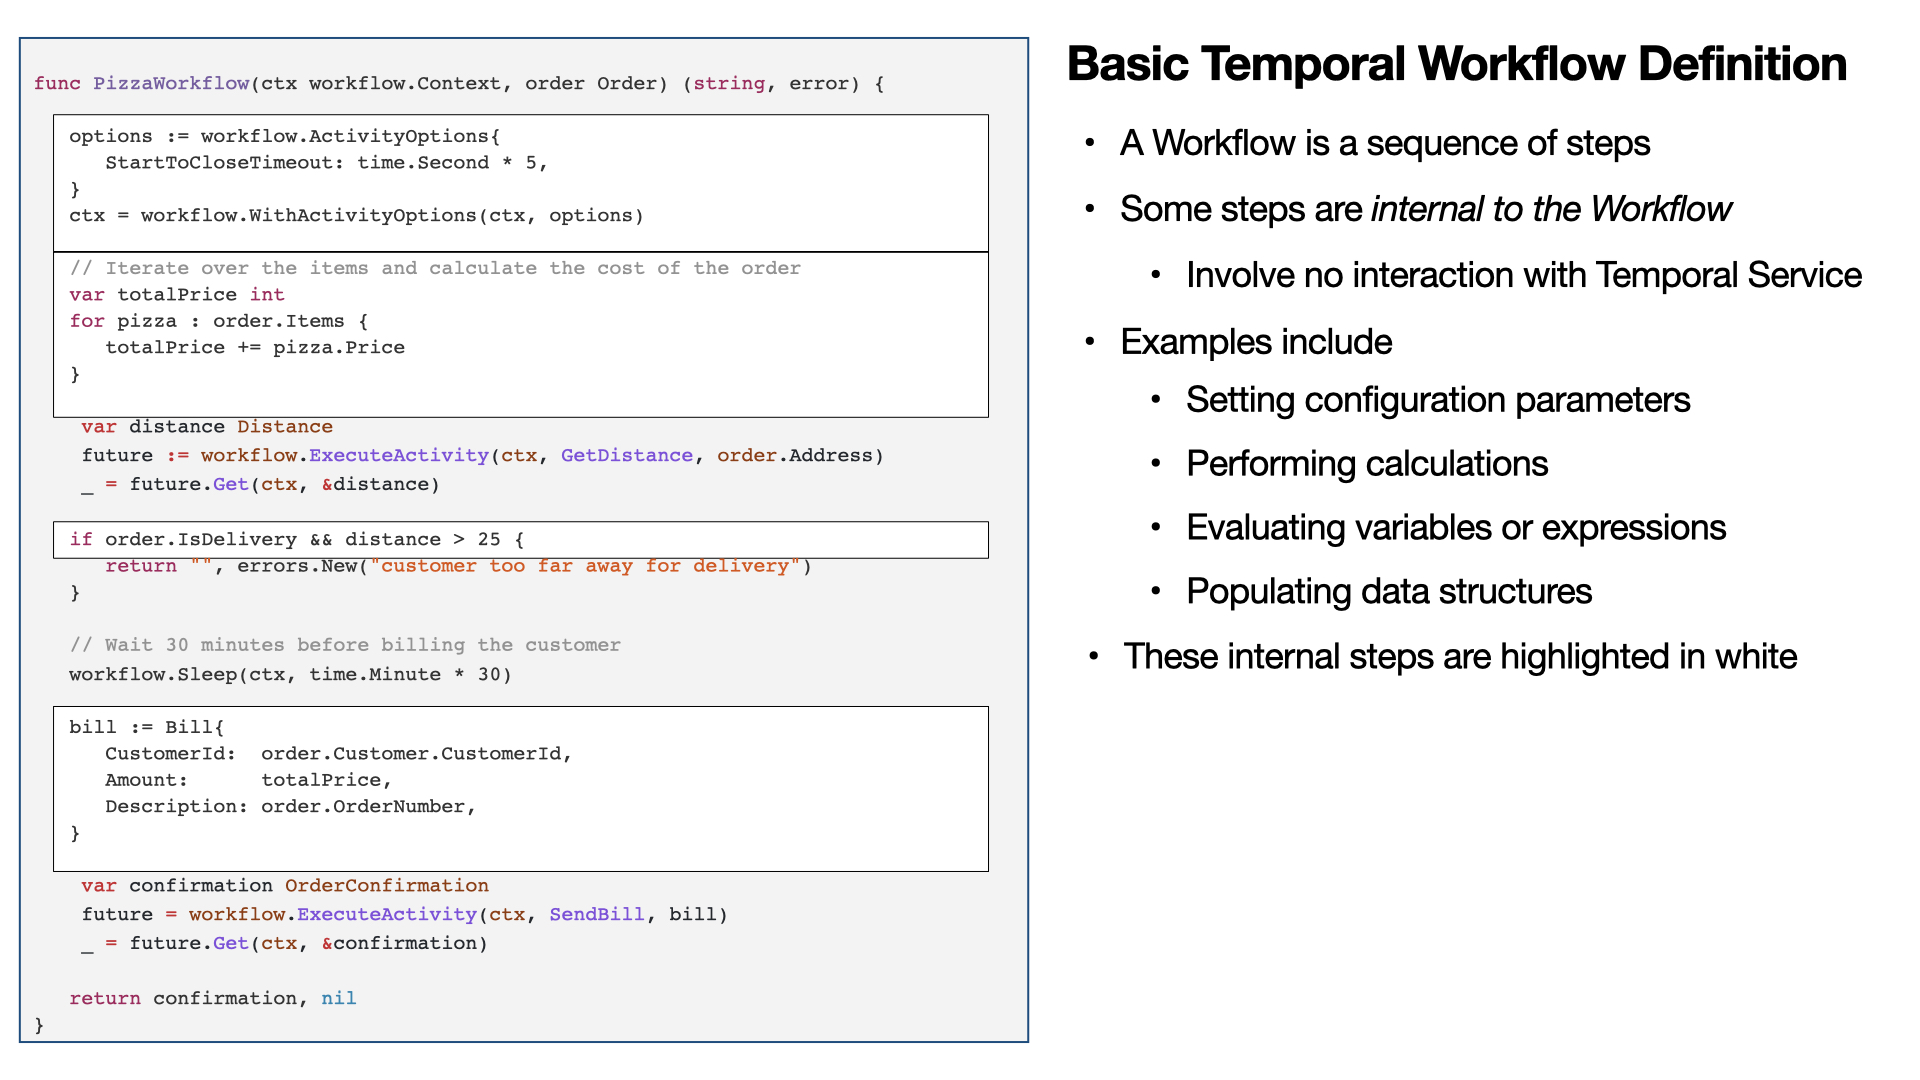 func PizzaWorkflow(ctx workflow.Context, order Order) (string, error) {
options := workflow.ActivityOptions{
StartToCloseTimeout: time.Second * 5,
}
ctx = workflow.WithActivityOptions(ctx, options)
// Iterate over the items and calculate the cost of the order
var totalPrice int
for pizza : order.Items {
totalPrice += pizza.Price
}
var distance Distance
future := workflow.ExecuteActivity(ctx, GetDistance, order.Address)
_ = future.Get(ctx, &distance)
if order.IsDelivery && distance > 25 {
return "", errors.New("customer too far away for delivery")
}
// Wait 30 minutes before billing the customer
workflow.Sleep(ctx, time.Minute * 30)
bill := Bill{
CustomerId: order.Customer.CustomerId,
Amount: totalPrice,
Description: order.OrderNumber,
}
var confirmation OrderConfirmation
future = workflow.ExecuteActivity(ctx, SendBill, bill)
_ = future.Get(ctx, &confirmation)
return confirmation, nil
}
Basic Temporal Workflow Definition
• A Workflow is a sequence of steps
• Some steps are internal to the Workflow
• Involve no interaction with Temporal Service
• Examples include
• Setting configuration parameters
• Performing calculations
• Evaluating variables or expressions
• Populating data structures
• These internal steps are highlighted in white